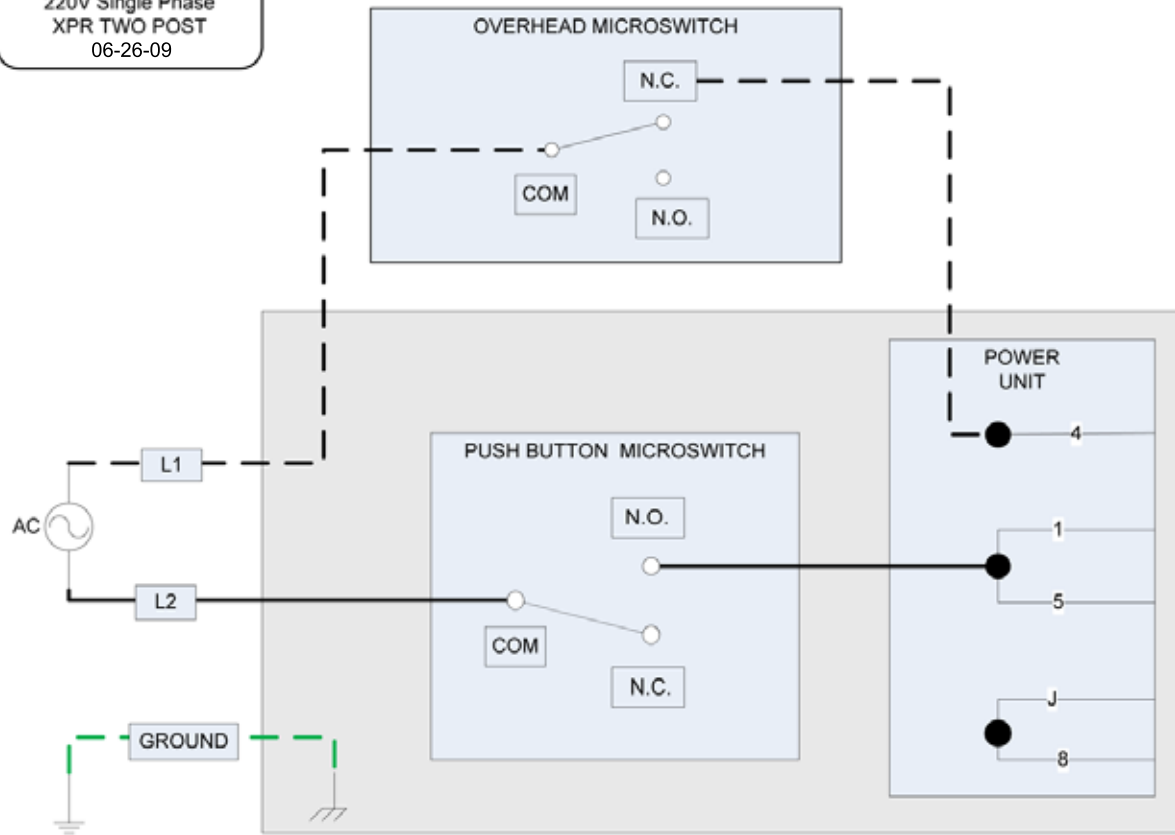 220V Single Phase
XPR TWO POST
06-26-09
OVERHEAD MICROSWITCH
N.C.
COM
N.O.
POWER
UNIT
4
L1
PUSH BUTTON MICROSWITCH
N.O.
AC
1
L2
5
COM
N.C.
J
GROUND
8